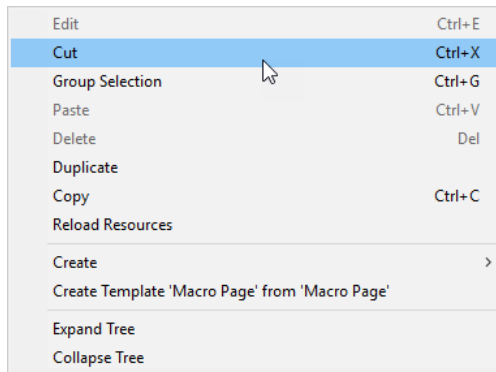 Edit Ctrl+E
Cut Ctrl+X
Group Selection Ctrl+G
Paste Ctrl+V
Delete Del
Duplicate
Copy Ctrl+C
Reload Resources
Create
Create Template 'Macro Page' from 'Macro Page'
Expand Tree
Collapse Tree